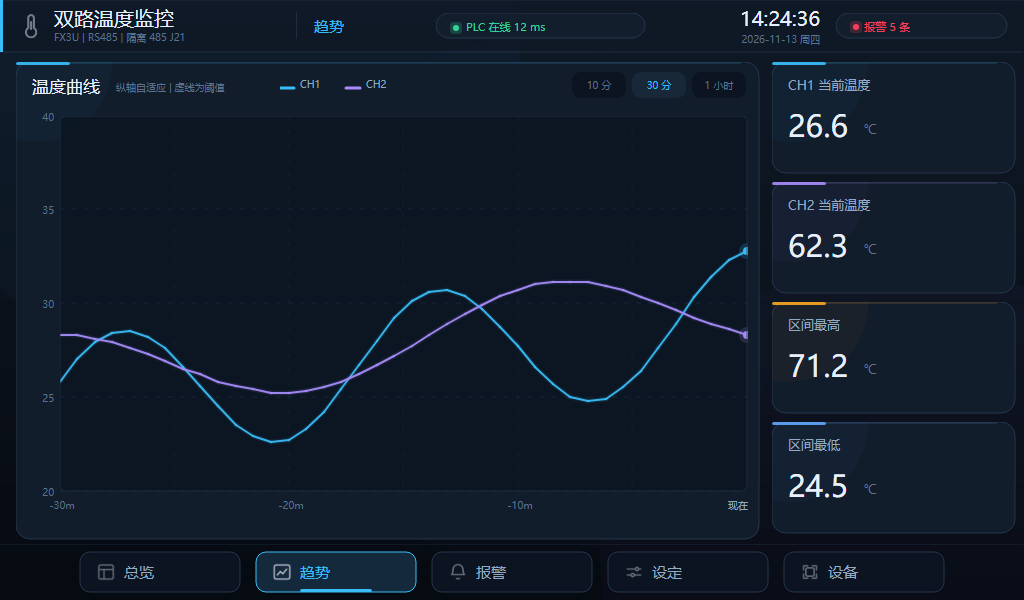 双路温度监控
FX3U | RS485 | 隔离 485 J21
趋势
PLC 在线 12 ms
14:24:36
2026-11-13 周四
报警 5 条
温度曲线
纵轴自适应 | 虚线为阈值
CH1
CH2
10 分
30 分
1 小时
40
35
30
25
20
-30m
-20m
-10m
现在
CH1 当前温度
26.6 ℃
CH2 当前温度
62.3 ℃
区间最高
71.2 ℃
区间最低
24.5 ℃
总览
趋势
报警
设定
设备